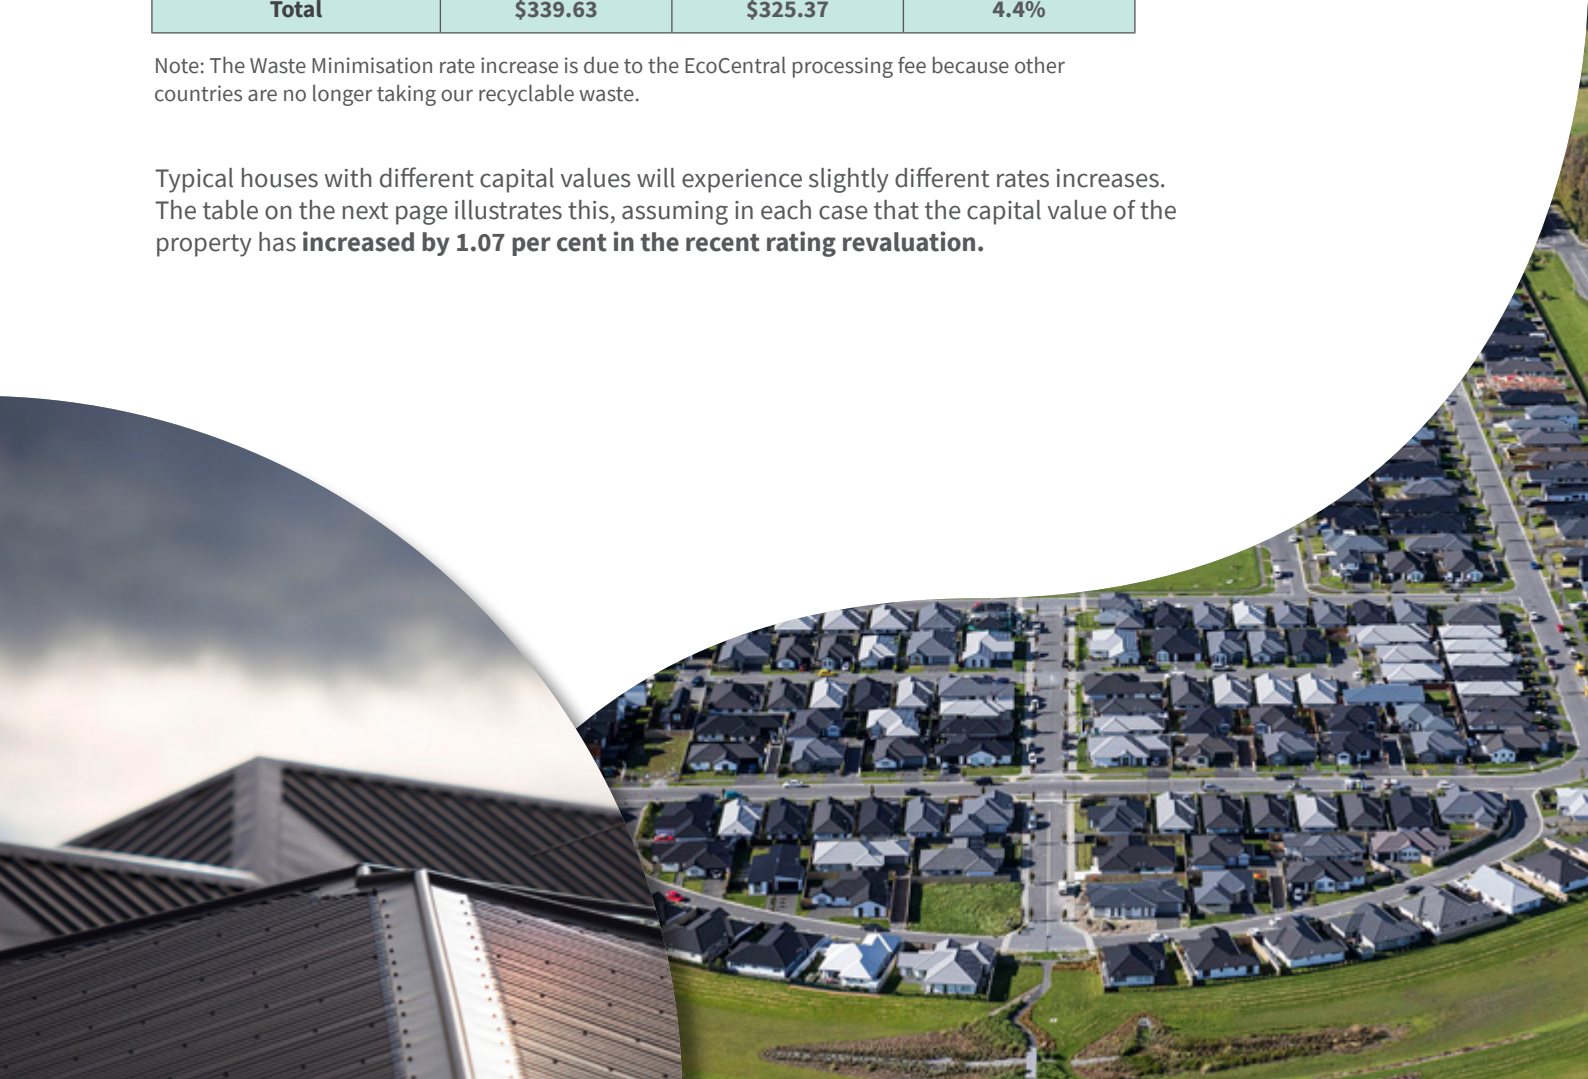 Total $339.63 $325.37 4.4%
Note: The Waste Minimisation rate increase is due to the EcoCentral processing fee because other
countries are no longer taking our recyclable waste.
Typical houses with different capital values will experience slightly different rates increases.
The table on the next page illustrates this, assuming in each case that the capital value of the
property has increased by 1.07 per cent in the recent rating revaluation.